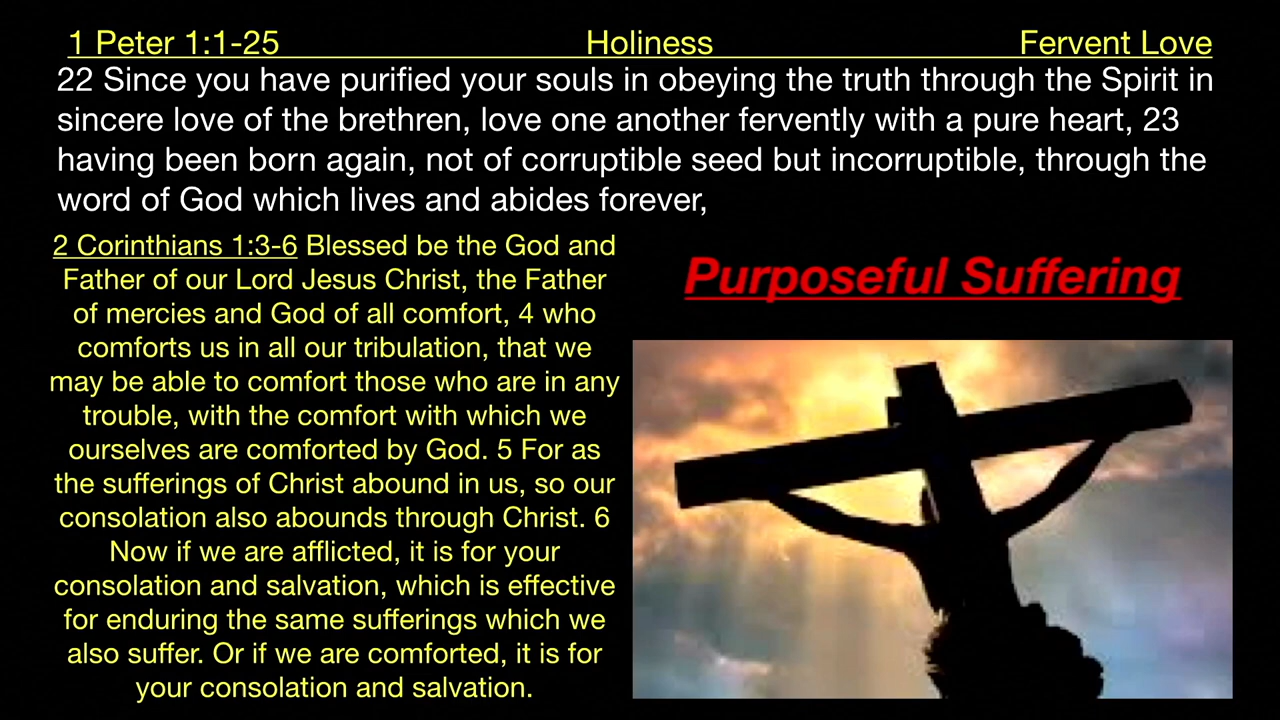 1 Peter 1:1-25 Holiness Fervent Love
22 Since you have purified your souls in obeying the truth through the Spirit in
sincere love of the brethren, love one another fervently with a pure heart, 23
having been born again, not of corruptible seed but incorruptible, through the
word of God which lives and abides forever,
2 Corinthians 1:3-6 Blessed be the God and
Father of our Lord Jesus Christ, the Father
of mercies and God of all comfort, 4 who
comforts us in all our tribulation, that we
may be able to comfort those who are in any
trouble, with the comfort with which we
ourselves are comforted by God. 5 For as
the sufferings of Christ abound in us, so our
consolation also abounds through Christ. 6
Now if we are afflicted, it is for your
consolation and salvation, which is effective
for enduring the same sufferings which we
also suffer. Or if we are comforted, it is for
your consolation and salvation.
Purposeful Suffering